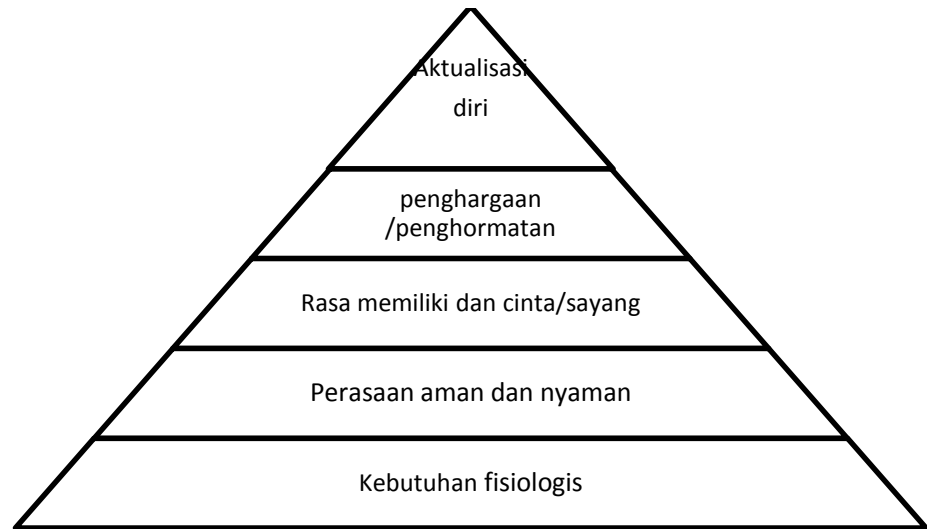 Aktualisasi
diri
penghargaan
/penghormatan
Rasa memiliki dan cinta/sayang
Perasaan aman dan nyaman
Kebutuhan fisiologis